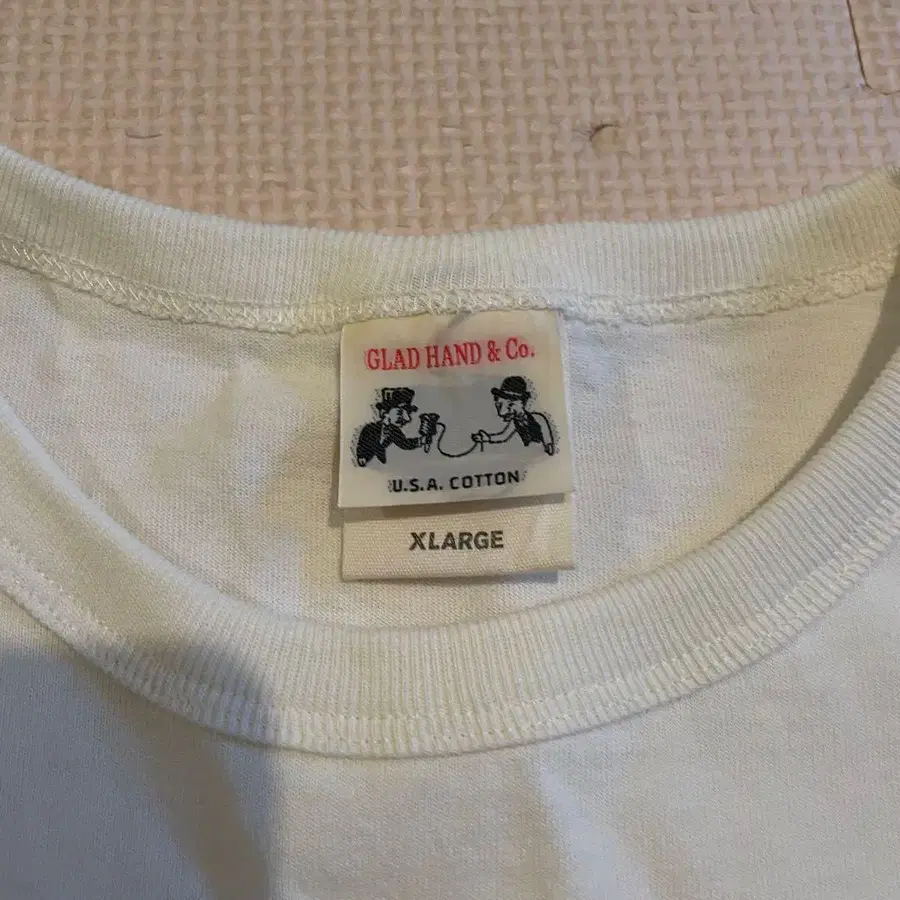 GLAD HAND & Co.
U.S.A. COTTON
XLARGE